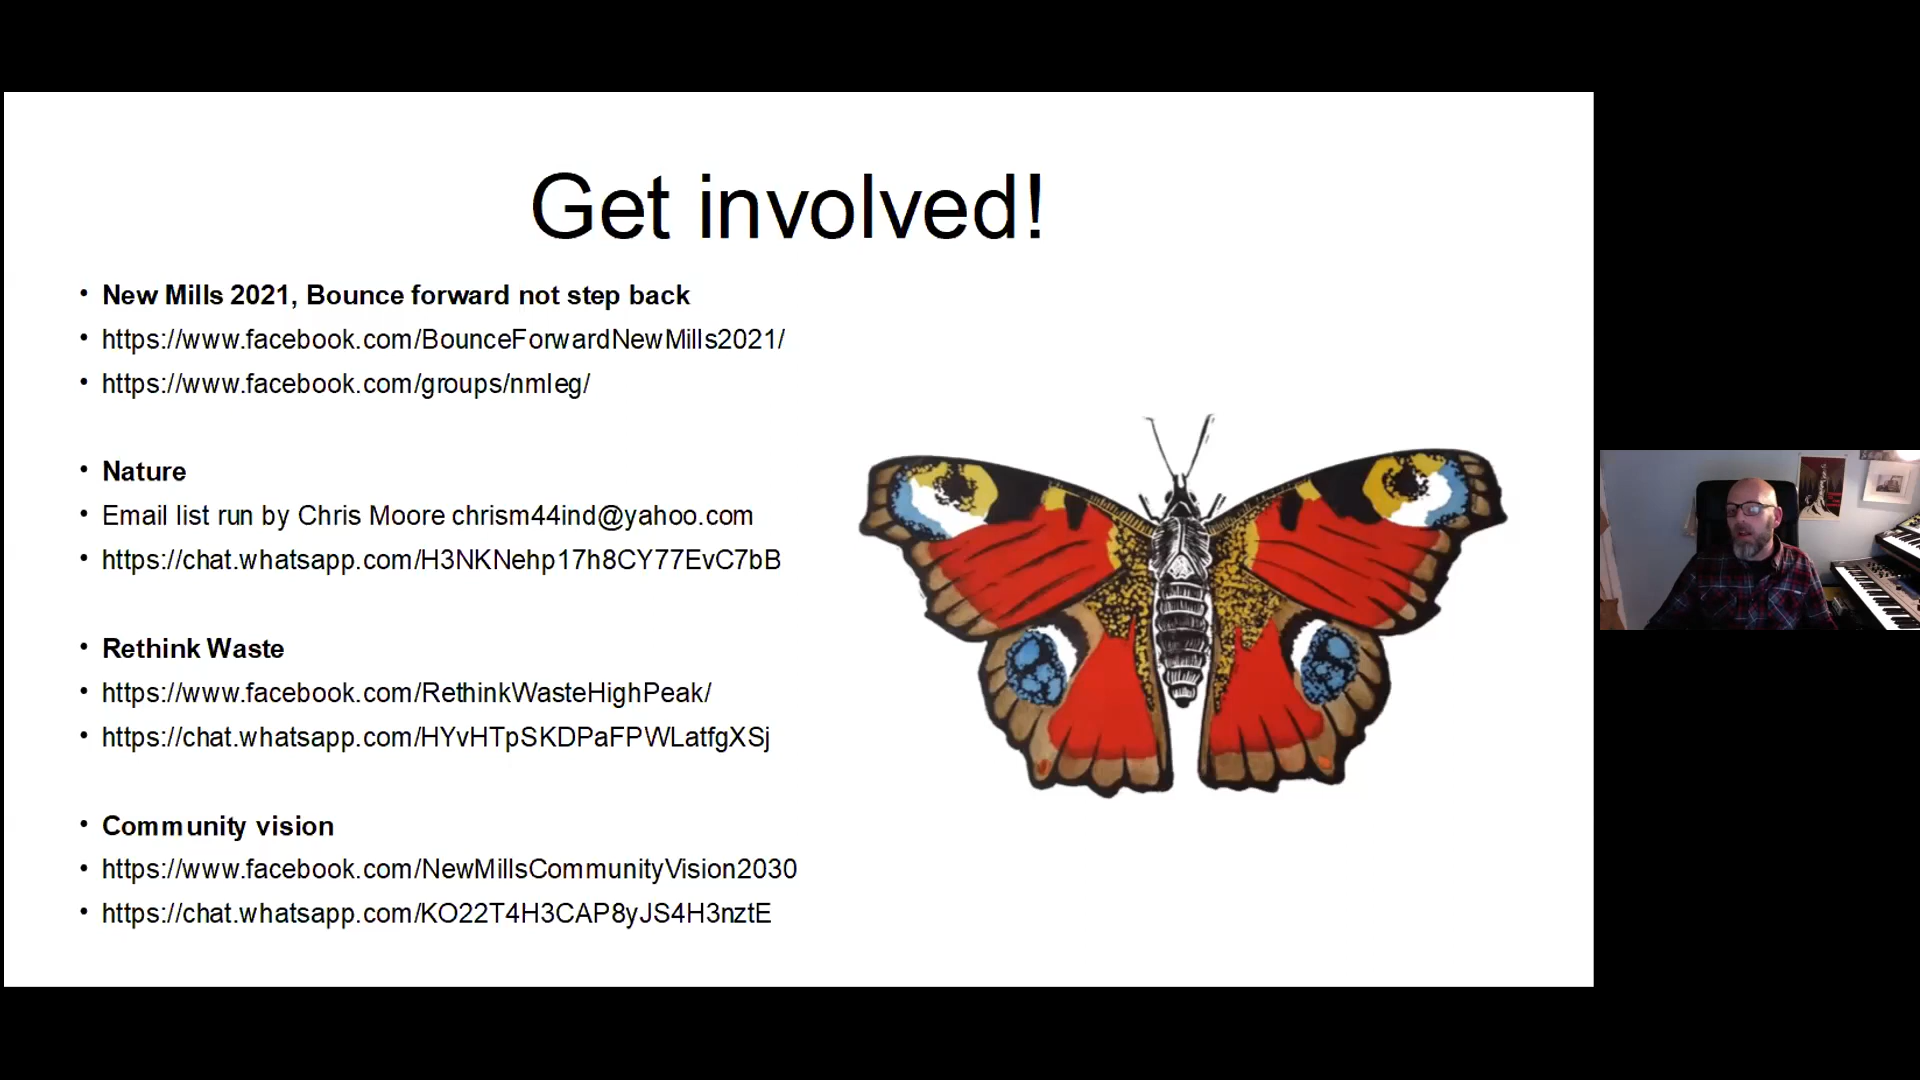 Get involved!
• New Mills 2021, Bounce forward not step back
• https://www.facebook.com/BounceForwardNewMills2021/
• https://www.facebook.com/groups/nmleg/
• Nature
• Email list run by Chris Moore chrism44ind@yahoo.com
• https://chat.whatsapp.com/H3NKNehp17h8CY77EvC7bB
• Rethink Waste
• https://www.facebook.com/RethinkWasteHighPeak/
• https://chat.whatsapp.com/HYvHTpSKDPaFPWLatfgXSj
• Community vision
• https://www.facebook.com/NewMillsCommunityVision2030
• https://chat.whatsapp.com/KO22T4H3CAP8yJS4H3nztE